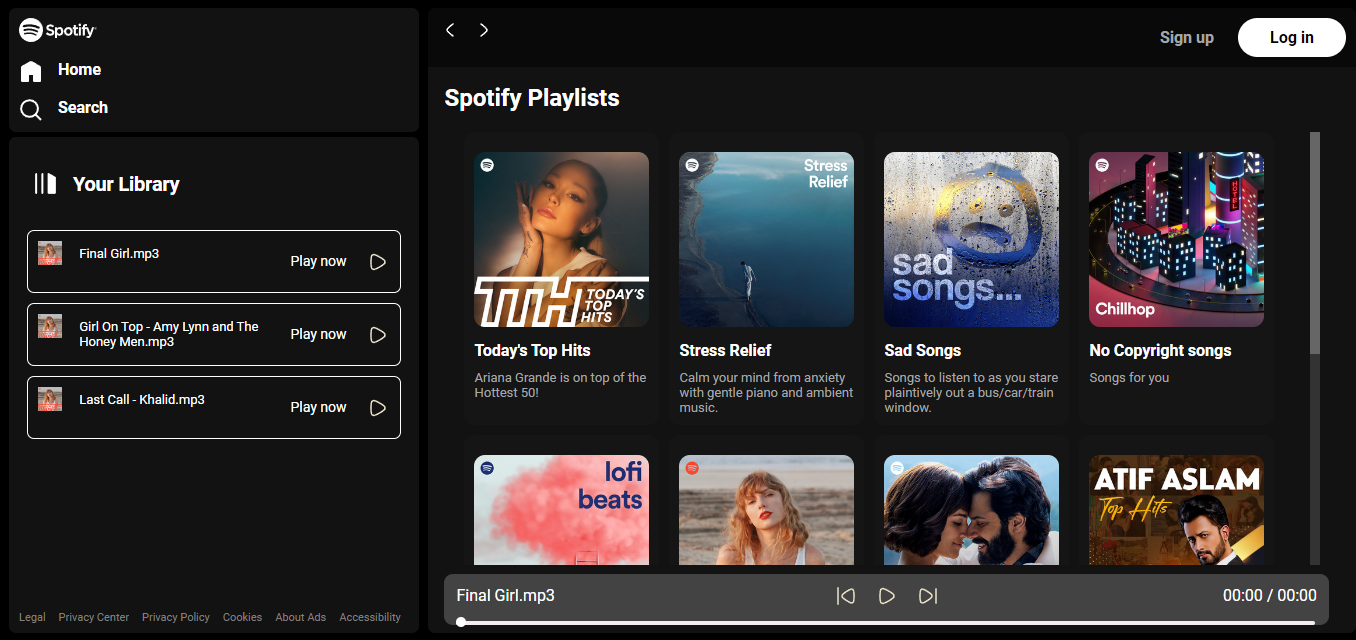 Spotify
Home
Search
Your Library
Final Girl.mp3
Play now
Girl On Top - Amy Lynn and The
Honey Men.mp3
Play now
Last Call - Khalid.mp3
Play now
Legal Privacy Center Privacy Policy Cookies About Ads Accessibility
Sign up
Log in
Spotify Playlists
TTH TODAY'S
TOP
HITS
Today's Top Hits
Ariana Grande is on top of the
Hottest 50!
Stress
Relief
Stress Relief
Calm your mind from anxiety
with gentle piano and ambient
music.
sad
songs...
Sad Songs
Songs to listen to as you stare
plaintively out a bus/car/train
window.
HOTEL
Chillhop
No Copyright songs
Songs for you
lofi
beats
ATIF ASLAM
Top Hits
Final Girl.mp3
00:00 / 00:00